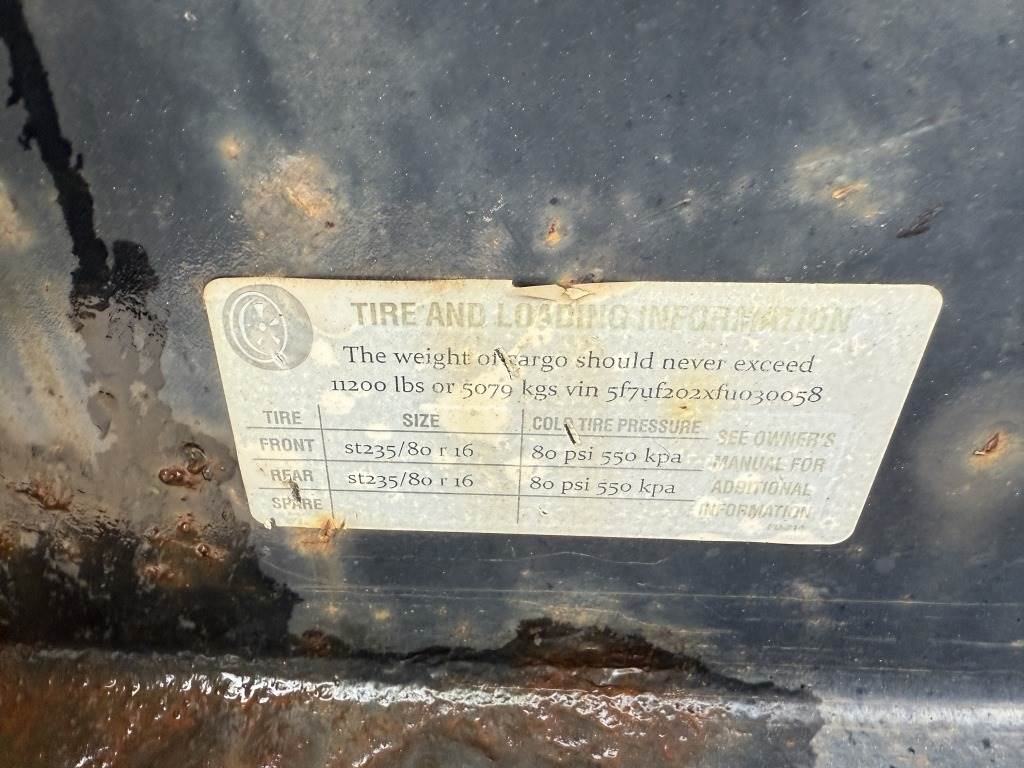 TIRE AND LOADING INFORMATION
The weight of cargo should never exceed
11200 lbs or 5079 kgs vin 5f7uf202xfu030058
TIRE SIZE COLD TIRE PRESSURE SEE OWNER'S
FRONT st235/80 r 16 80 psi 550 kpa MANUAL FOR
REAR st235/80 r 16 80 psi 550 kpa ADDITIONAL
SPARE INFORMATION